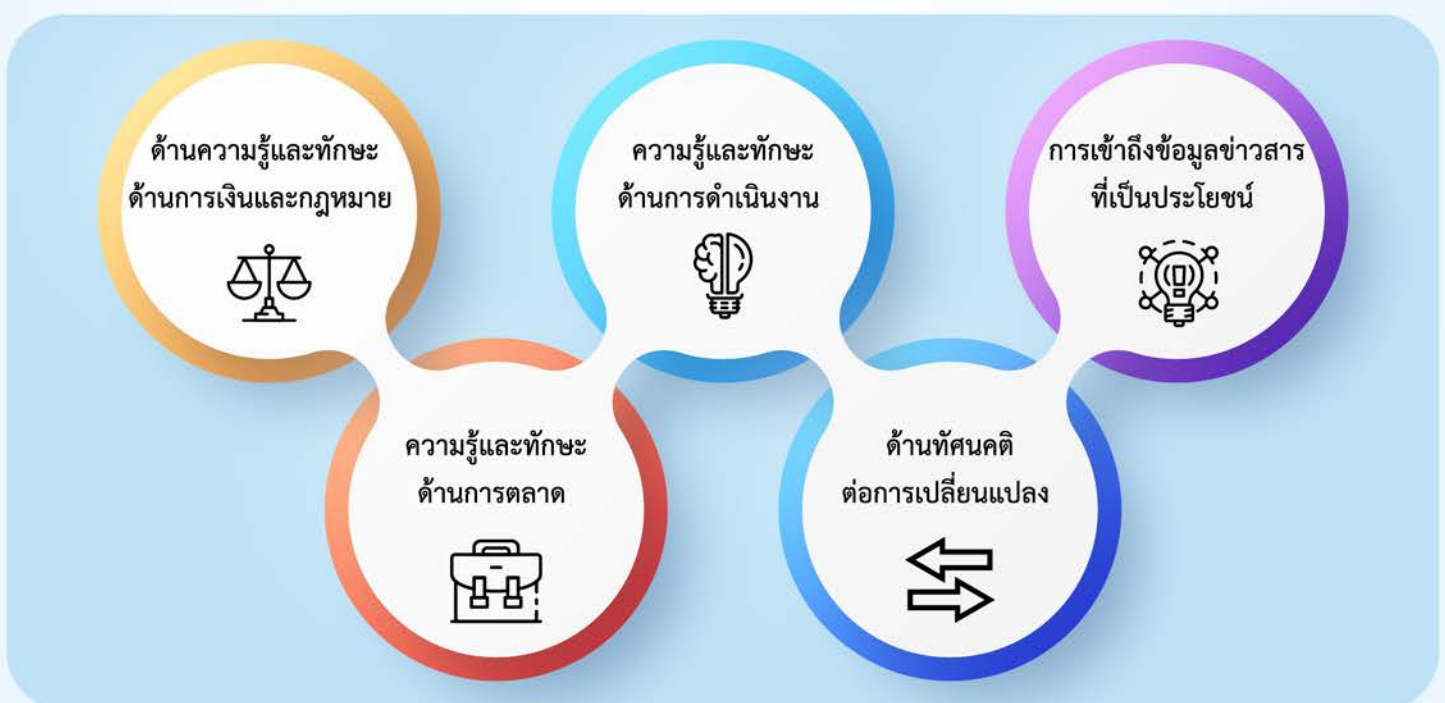 ด้านความรู้และทักษะ
ด้านการเงินและกฎหมาย
ความรู้และทักษะ
ด้านการตลาด
ความรู้และทักษะ
ด้านการดำเนินงาน
ด้านทัศนคติ
ต่อการเปลี่ยนแปลง
การเข้าถึงข้อมูลข่าวสาร
ที่เป็นประโยชน์